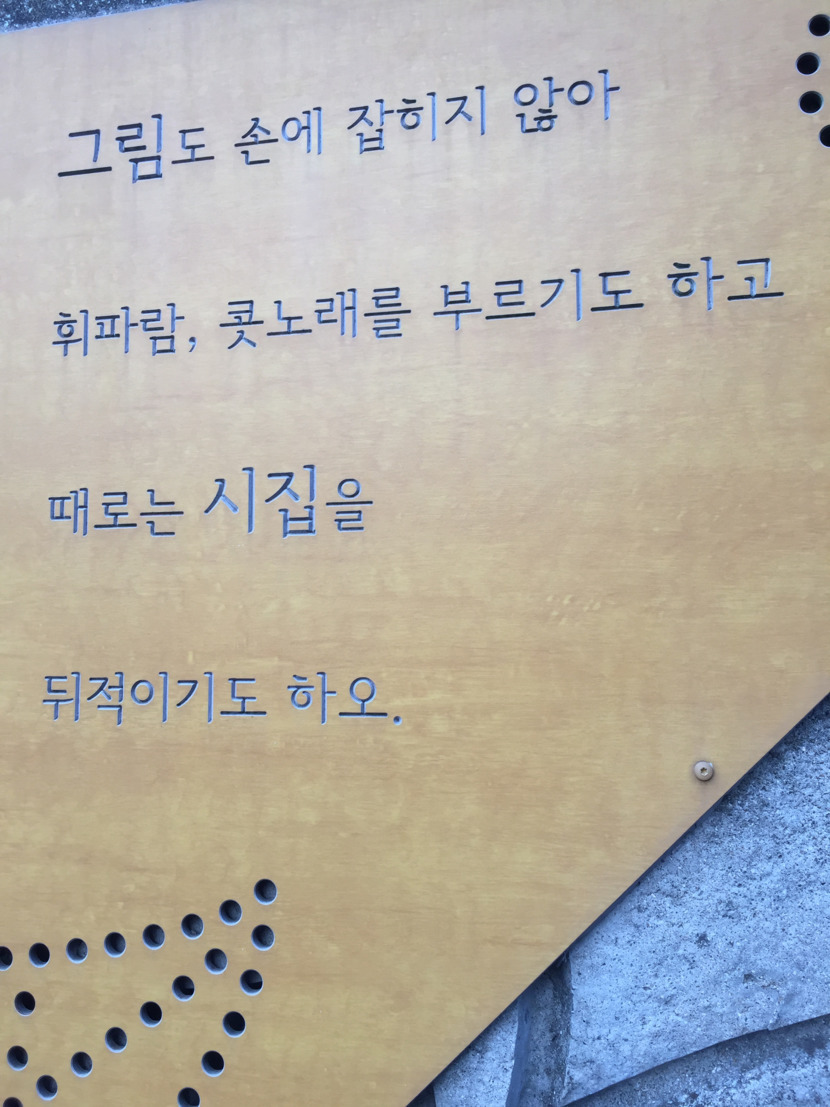 그림도 손에 잡히지 않아
휘파람, 콧노래를 부르기도 하고
때로는 시집을
뒤적이기도 하오.